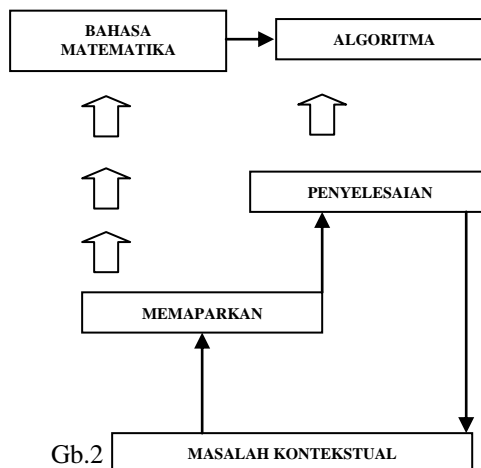 BAHASA
MATEMATIKA
ALGORITMA
PENYELESAIAN
MEMAPARKAN
Gb.2
MASALAH KONTEKSTUAL